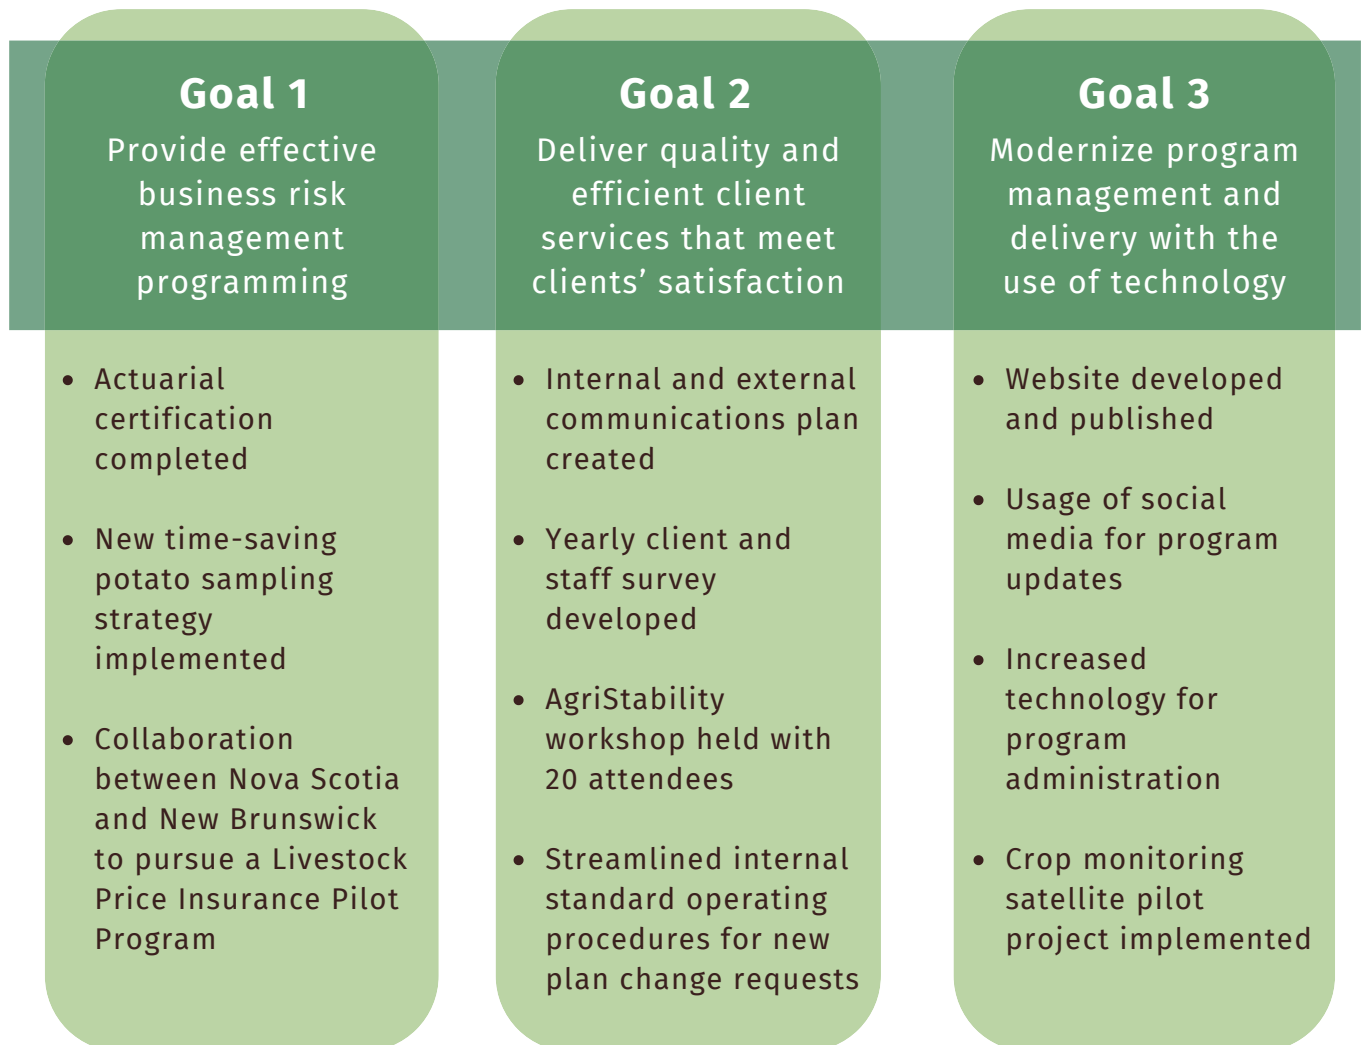 Goal 1
Provide effective
business risk
management
programming
• Actuarial
certification
completed
• New time-saving
potato sampling
strategy
implemented
• Collaboration
between Nova Scotia
and New Brunswick
to pursue a Livestock
Price Insurance Pilot
Program
Goal 2
Deliver quality and
efficient client
services that meet
clients’ satisfaction
• Internal and external
communications plan
created
• Yearly client and
staff survey
developed
• AgriStability
workshop held with
20 attendees
• Streamlined internal
standard operating
procedures for new
plan change requests
Goal 3
Modernize program
management and
delivery with the
use of technology
• Website developed
and published
• Usage of social
media for program
updates
• Increased
technology for
program
administration
• Crop monitoring
satellite pilot
project implemented